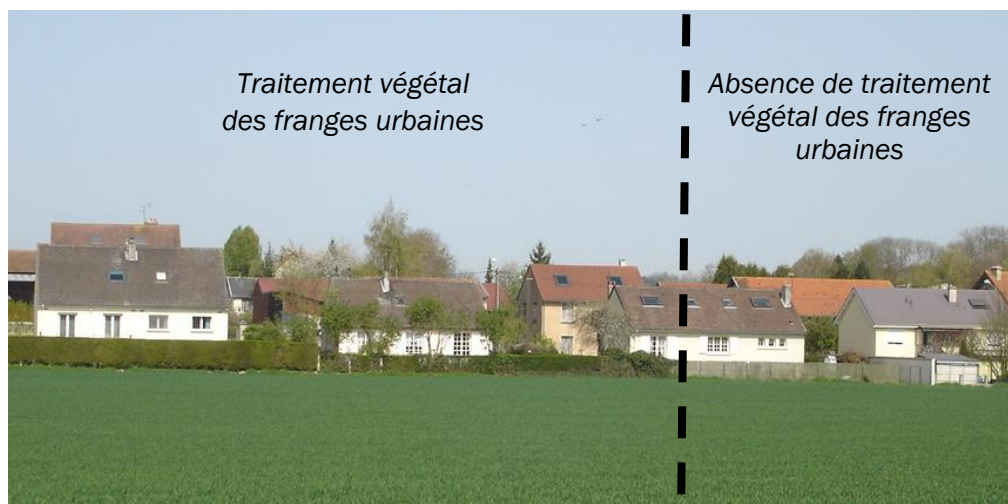 Traitement végétal
des franges urbaines
Absence de traitement
végétal des franges
urbaines